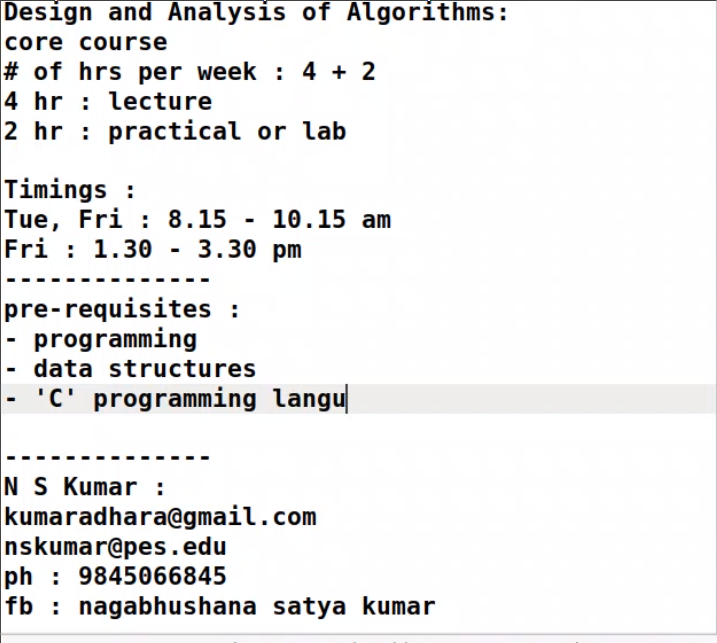 Design and Analysis of Algorithms:
core course
# of hrs per week : 4 + 2
4 hr : lecture
2 hr : practical or lab
Timings :
Tue, Fri : 8.15 - 10.15 am
Fri : 1.30 - 3.30 pm
--------------
pre-requisites :
- programming
- data structures
- 'C' programming langu
--------------
N S Kumar :
kumaradhara@gmail.com
nskumar@pes.edu
ph : 9845066845
fb : nagabhushana satya kumar